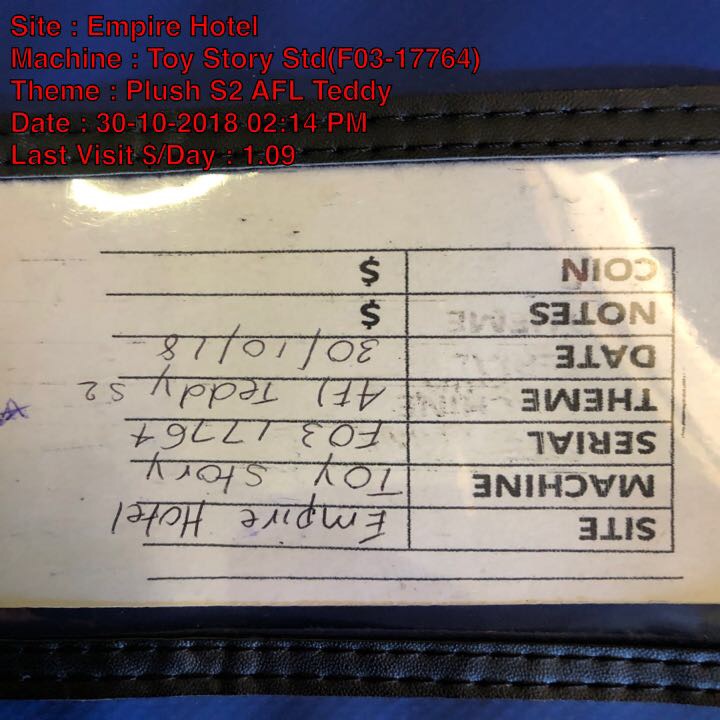 Site : Empire Hotel
Machine : Toy Story Std(F03-17764)
Theme : Plush S2 AFL Teddy
Date : 30-10-2018 02:14 PM
Last Visit $/Day : 1.09
SITE Empire Hotel
MACHINE TOY Story
SERIAL F03 17764
THEME AFL Teddy S2
DATE 30/10/18
NOTES $
COIN $